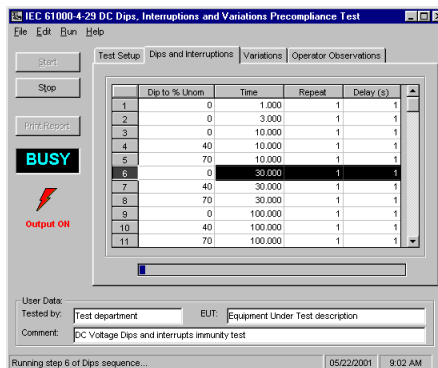 IEC 61000-4-29 DC Dips, Interruptions and Variations Precompliance Test
File Edit Run Help
Start
Stop
Print Report
BUSY
Output ON
Test Setup Dips and Interruptions Variations Operator Observations
Dip to % Unom Time Repeat Delay (s)
1 0 1.000 1 1
2 0 3.000 1 1
3 0 10.000 1 1
4 40 10.000 1 1
5 70 10.000 1 1
6 0 30.000 1 1
7 40 30.000 1 1
8 70 30.000 1 1
9 0 100.000 1 1
10 40 100.000 1 1
11 70 100.000 1 1
User Data:
Tested by: Test department EUT: Equipment Under Test description
Comment: DC Voltage Dips and interrupts immunity test
Running step 6 of Dips sequence... 05/22/2001 9:02 AM